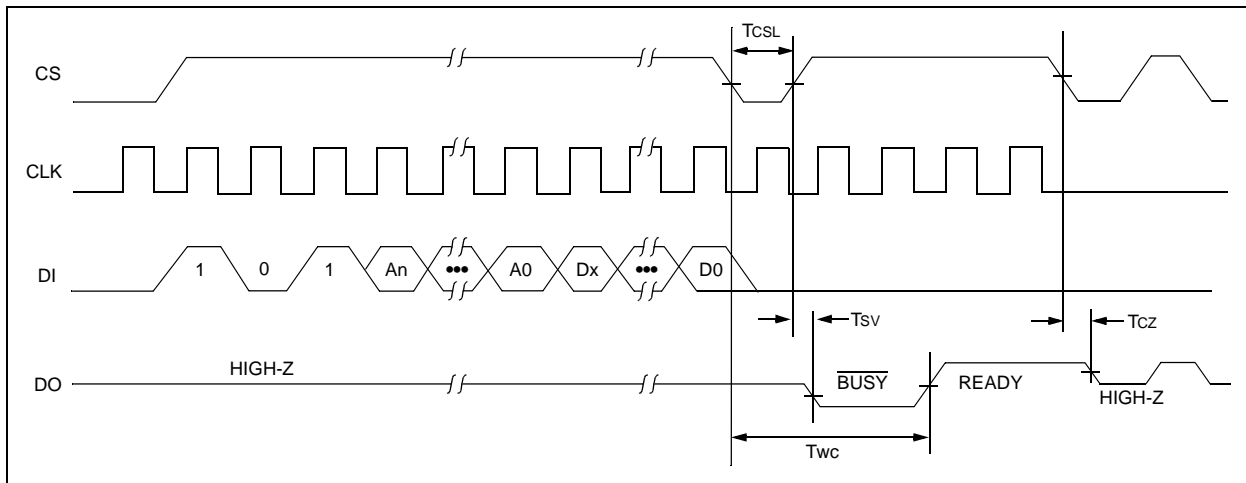 TCSL
CS
CLK
DI
1 0 1 An ••• A0 Dx ••• D0
TSV
TCZ
DO
HIGH-Z
BUSY
READY
HIGH-Z
Twc